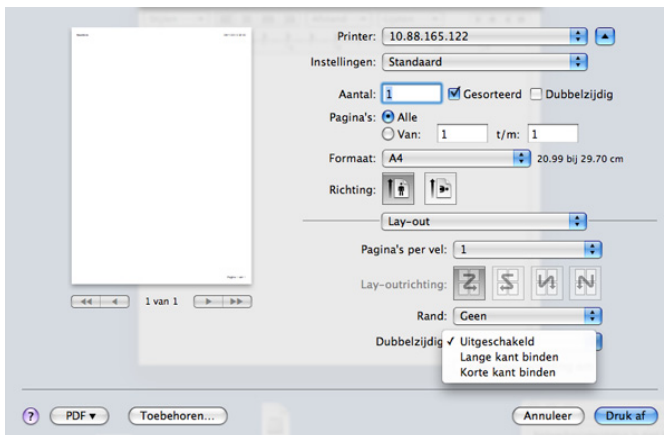 Printer: 10.88.165.122
Instellingen: Standaard
Aantal: 1 Gesorteerd Dubbelzijdig
Pagina's: Alle
Van: 1 t/m: 1
Formaat: A4 20.99 bij 29.70 cm
Richting:
Lay-out
Pagina's per vel: 1
Lay-outrichting:
Rand: Geen
Dubbelzijdig ✓ Uitgeschakeld
Lange kant binden
Korte kant binden
1 van 1
? PDF ▼ Toebehoren... Annuleer Druk af